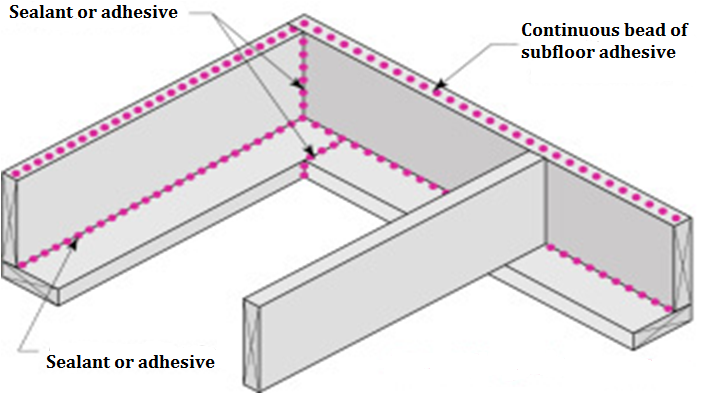 Sealant or adhesive
Continuous bead of
subfloor adhesive
Sealant or adhesive